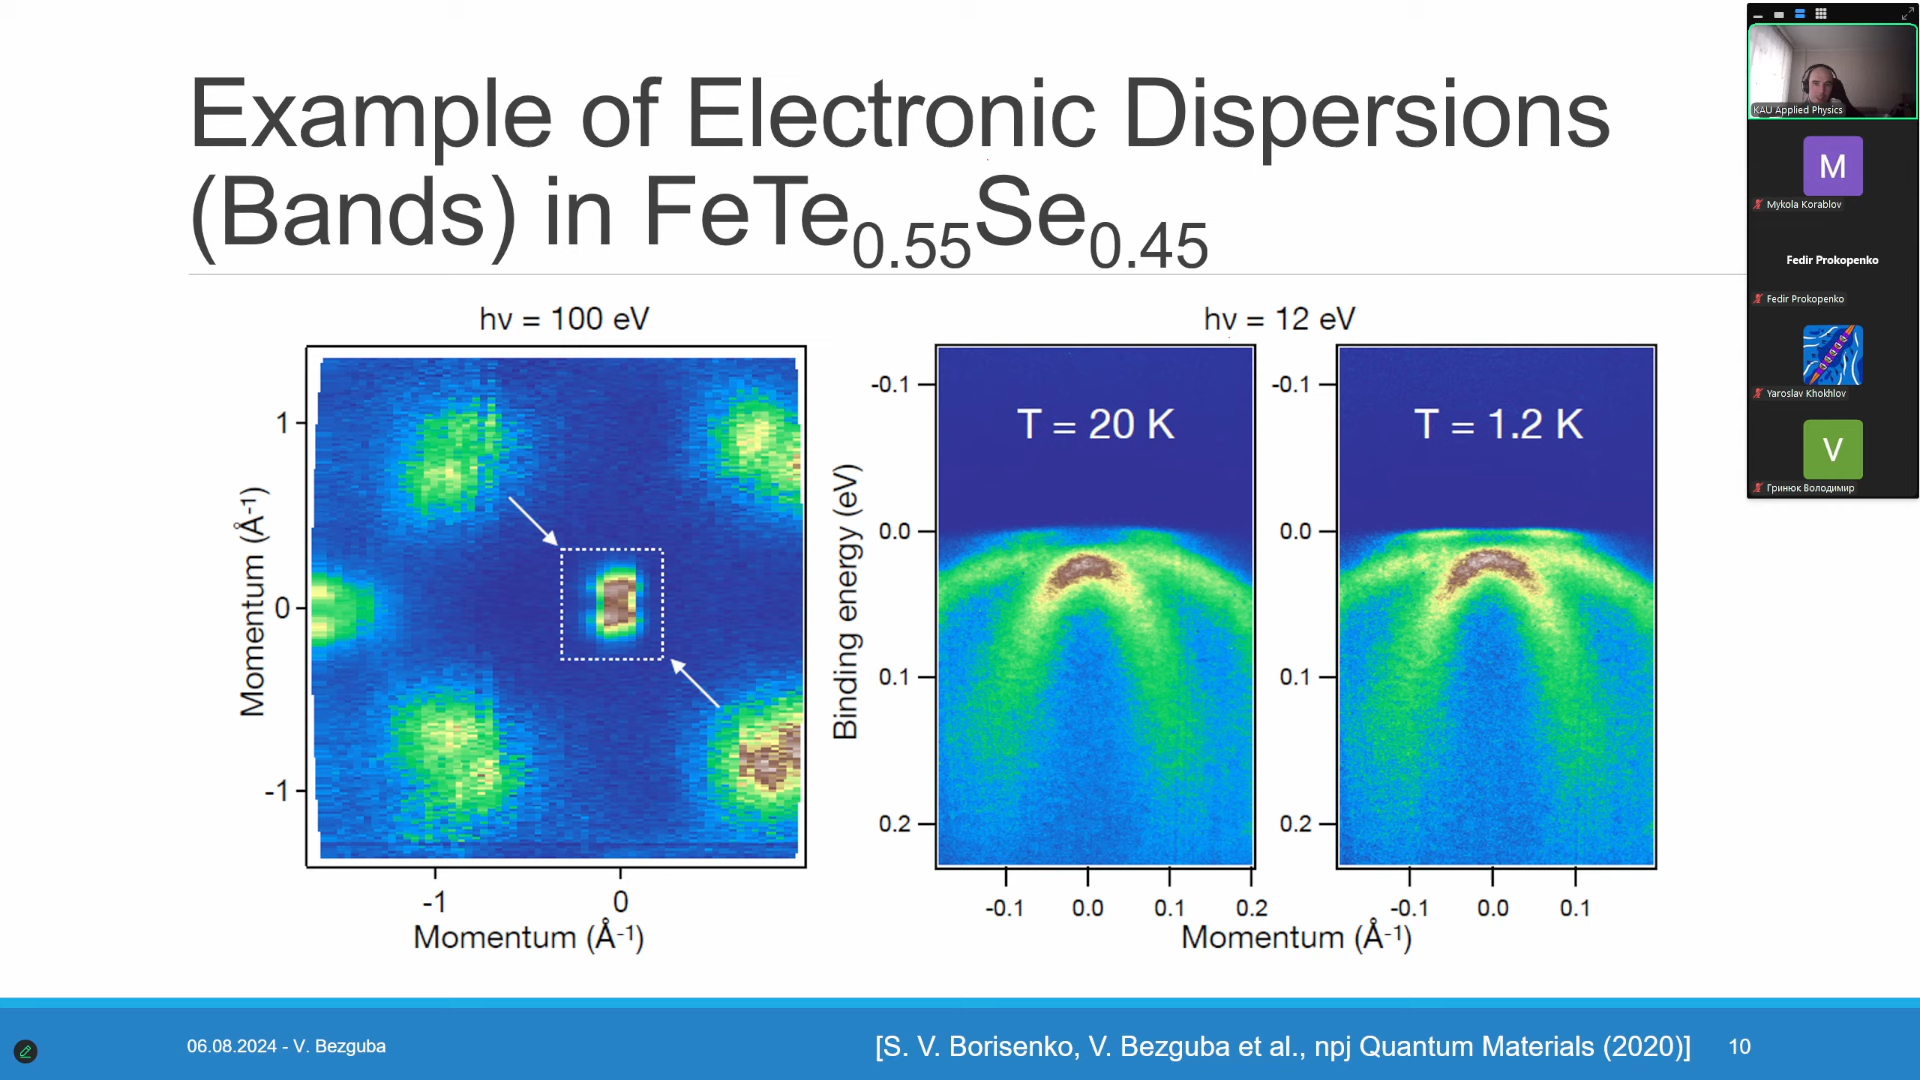 Example of Electronic Dispersions
(Bands) in FeTe0.55Se0.45
hν = 100 eV
1
0
-1
Momentum (Å-1)
-1
0
Momentum (Å-1)
hν = 12 eV
Binding energy (eV)
-0.1
0.0
0.1
0.2
T = 20 K
-0.1
0.0
0.1
0.2
-0.1
0.0
0.1
0.2
T = 1.2 K
-0.1
0.0
0.1
Momentum (Å-1)
06.08.2024 - V. Bezguba
[S. V. Borisenko, V. Bezguba et al., npj Quantum Materials (2020)]
10
KAU Applied Physics
M
Mykola Korablov
Fedir Prokopenko
Fedir Prokopenko
Yaroslav Khokhlov
V
Гринюк Володимир